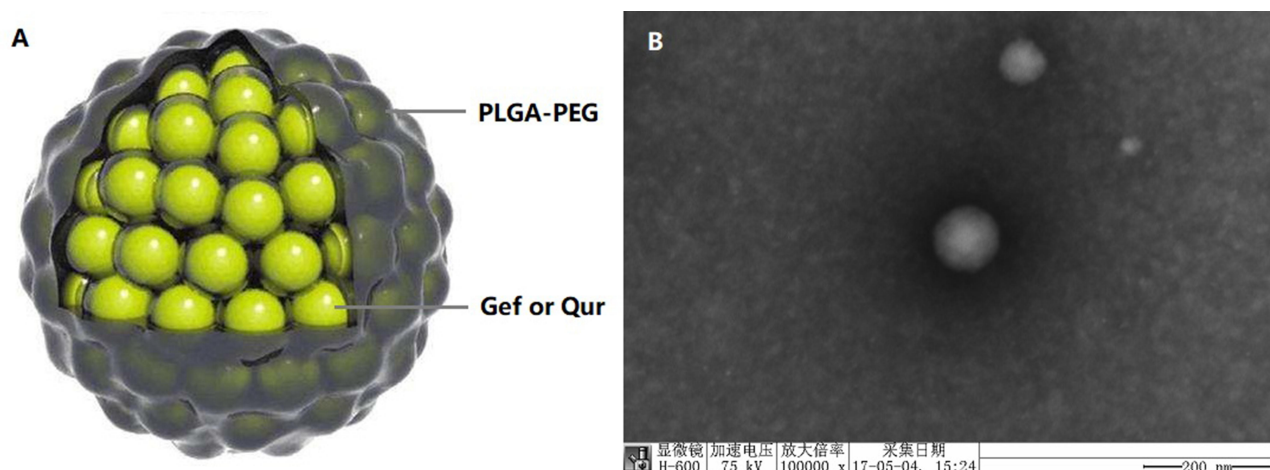 A
PLGA-PEG
Gef or Qur
B
显微镜 加速电压 放大倍率 采集日期
H-600 75 kV 100000 x 17-05-04, 15:24
200 nm